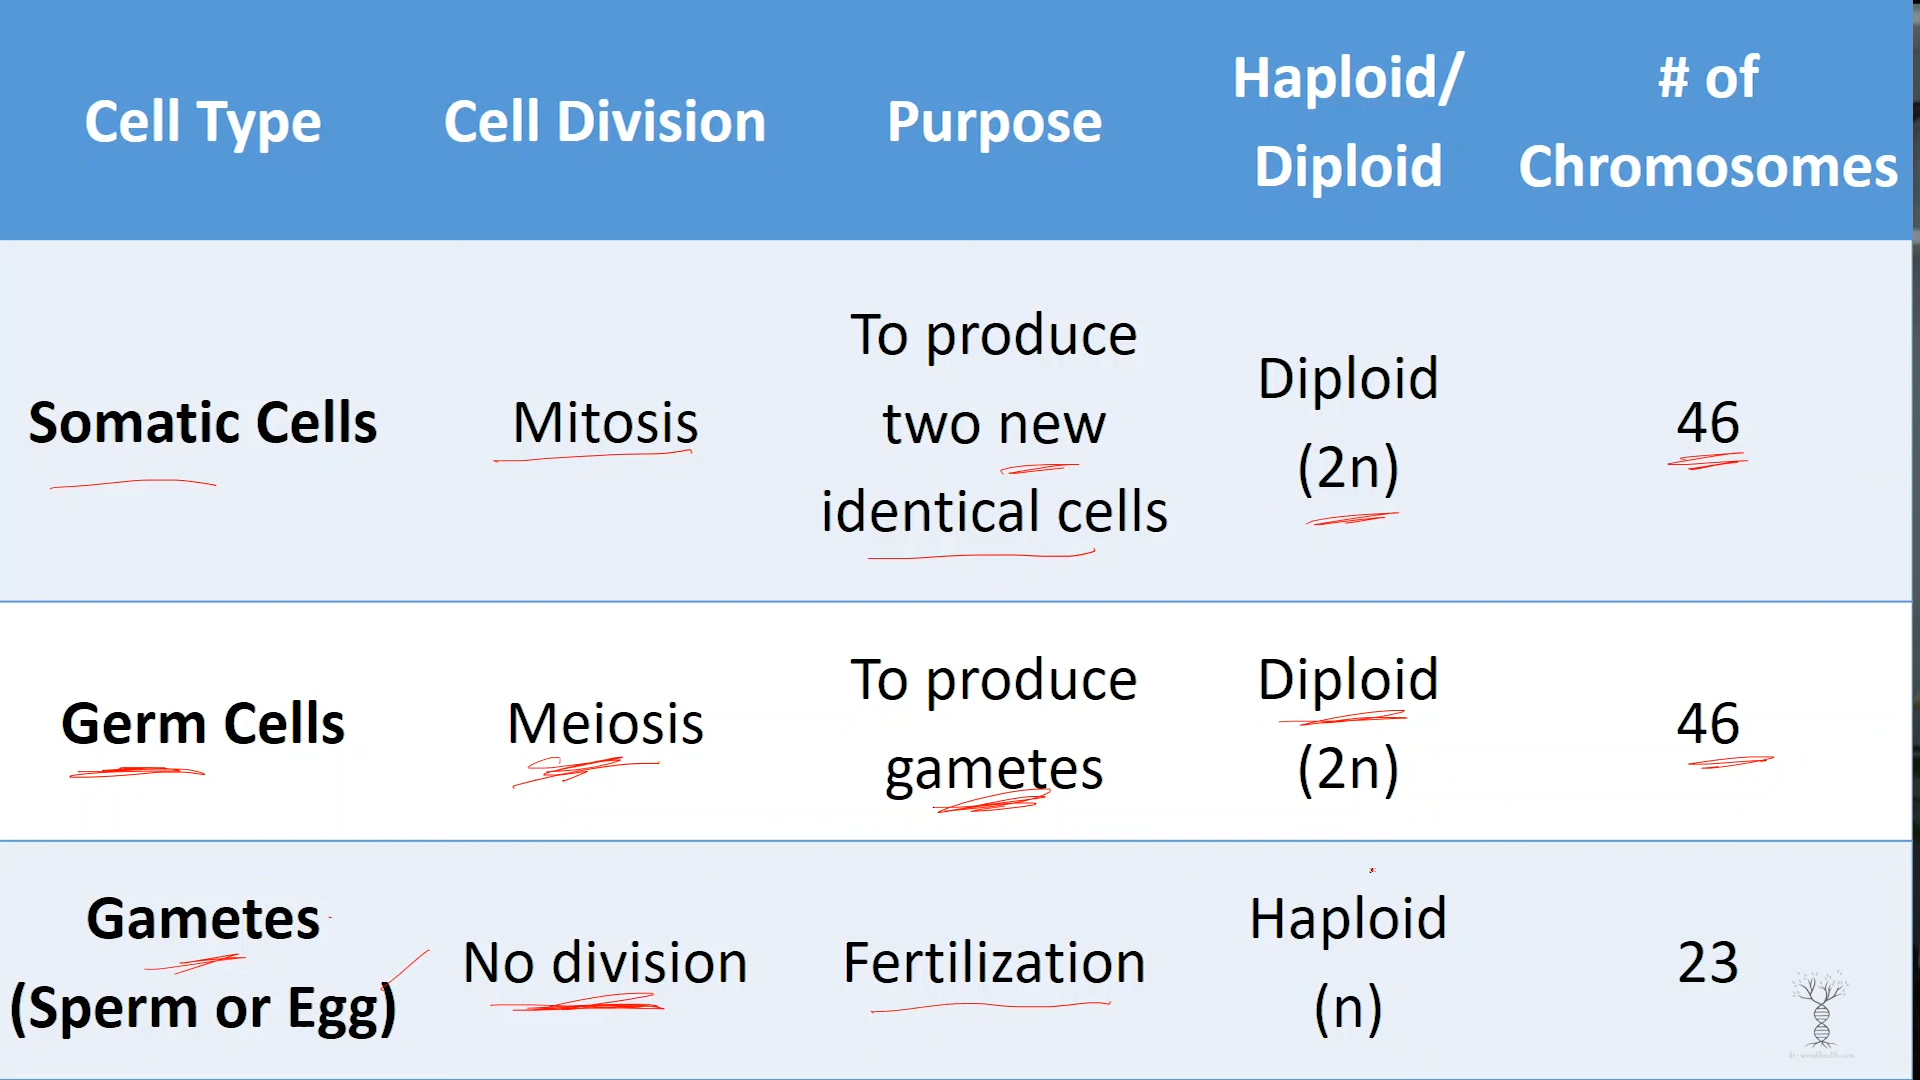 Cell Type
Cell Division
Purpose
Haploid/
Diploid
# of
Chromosomes
Somatic Cells
Mitosis
To produce
two new
identical cells
Diploid
(2n)
46
Germ Cells
Meiosis
To produce
gametes
Diploid
(2n)
46
Gametes
(Sperm or Egg)
No division
Fertilization
Haploid
(n)
23